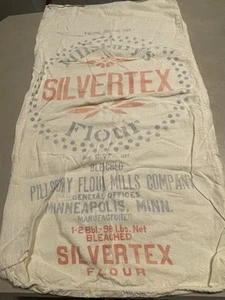 PILLSBURY'S
SILVERTEX
Flour
BLEACHED
PILLSBURY FLOUR MILLS COMPANY
GENERAL OFFICES
MINNEAPOLIS, MINN.
MANUFACTURER
1-2 Bbl.-98 Lbs. Net
BLEACHED
SILVERTEX
FLOUR